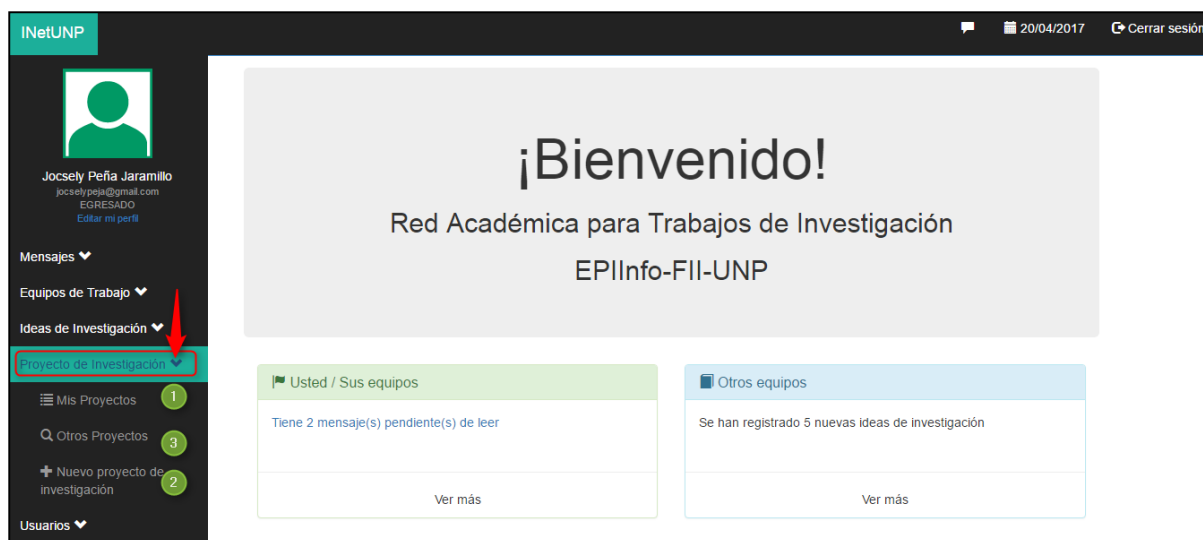 INetUNP
20/04/2017
Cerrar sesión
Jocsely Peña Jaramillo
jocselypeja@gmail.com
EGRESADO
Editar mi perfil
Mensajes
Equipos de Trabajo
Ideas de Investigación
Proyecto de Investigación
Mis Proyectos
1
Otros Proyectos
3
Nuevo proyecto de
investigación
2
Usuarios
¡Bienvenido!
Red Académica para Trabajos de Investigación
EPIInfo-FII-UNP
Usted / Sus equipos
Tiene 2 mensaje(s) pendiente(s) de leer
Ver más
Otros equipos
Se han registrado 5 nuevas ideas de investigación
Ver más